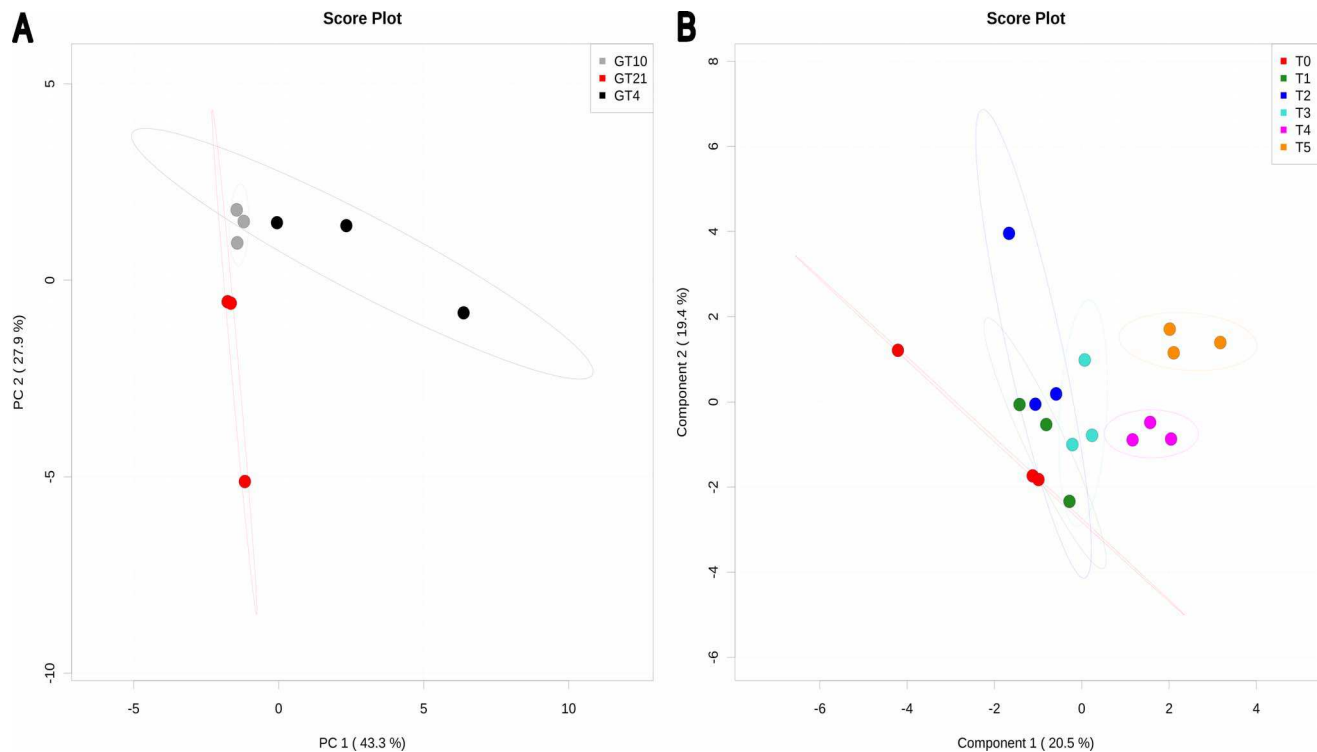 A
Score Plot
GT10
GT21
GT4
5
0
-5
-10
PC 2 ( 27.9 %)
-5
0
5
10
PC 1 ( 43.3 %)
B
Score Plot
T0
T1
T2
T3
T4
T5
8
6
4
2
0
-2
-4
-6
Component 2 ( 19.4 %)
-6
-4
-2
0
2
4
Component 1 ( 20.5 %)